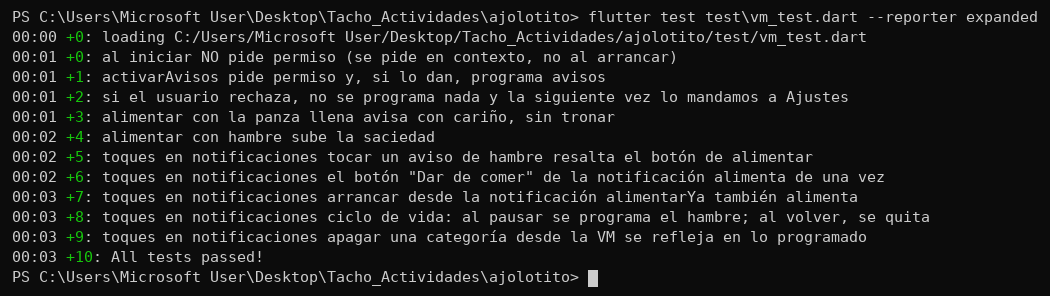 PS C:\Users\Microsoft User\Desktop\Tacho_Actividades\ajolotito> flutter test test\vm_test.dart --reporter expanded
00:00 +0: loading C:/Users/Microsoft User/Desktop/Tacho_Actividades/ajolotito/test/vm_test.dart
00:01 +0: al iniciar NO pide permiso (se pide en contexto, no al arrancar)
00:01 +1: activarAvisos pide permiso y, si lo dan, programa avisos
00:01 +2: si el usuario rechaza, no se programa nada y la siguiente vez lo mandamos a Ajustes
00:01 +3: alimentar con la panza llena avisa con cariño, sin tronar
00:02 +4: alimentar con hambre sube la saciedad
00:02 +5: toques en notificaciones tocar un aviso de hambre resalta el botón de alimentar
00:02 +6: toques en notificaciones el botón "Dar de comer" de la notificación alimenta de una vez
00:03 +7: toques en notificaciones arrancar desde la notificación alimentarYa también alimenta
00:03 +8: toques en notificaciones ciclo de vida: al pausar se programa el hambre; al volver, se quita
00:03 +9: toques en notificaciones apagar una categoría desde la VM se refleja en lo programado
00:03 +10: All tests passed!
PS C:\Users\Microsoft User\Desktop\Tacho_Actividades\ajolotito>